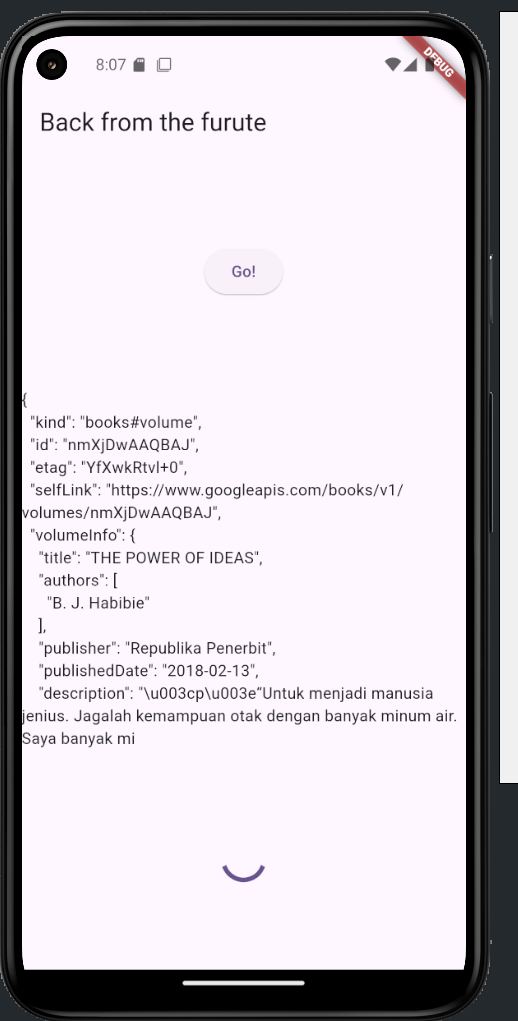 8:07
DEBUG
Back from the furute
Go!
{
"kind": "books#volume",
"id": "nmXjDwAAQBAJ",
"etag": "YfXwkRtvl+0",
"selfLink": "https://www.googleapis.com/books/v1/
volumes/nmXjDwAAQBAJ",
"volumeInfo": {
"title": "THE POWER OF IDEAS",
"authors": [
"B. J. Habibie"
],
"publisher": "Republika Penerbit",
"publishedDate": "2018-02-13",
"description": "\u003cp\u003e“Untuk menjadi manusia
jenius. Jagalah kemampuan otak dengan banyak minum air.
Saya banyak mi